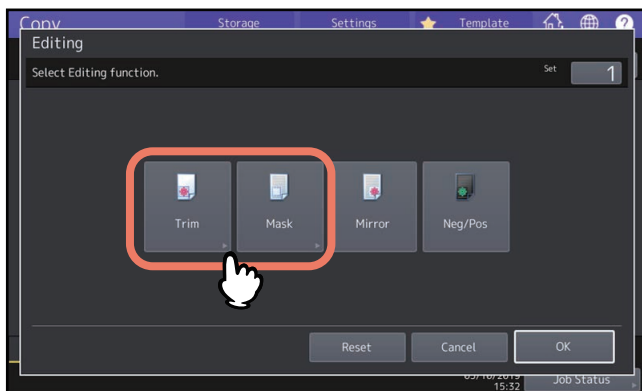 Copy Storage Settings Template
Editing
Select Editing function. Set 1
Trim Mask Mirror Neg/Pos
Reset Cancel OK
15:32 Job Status